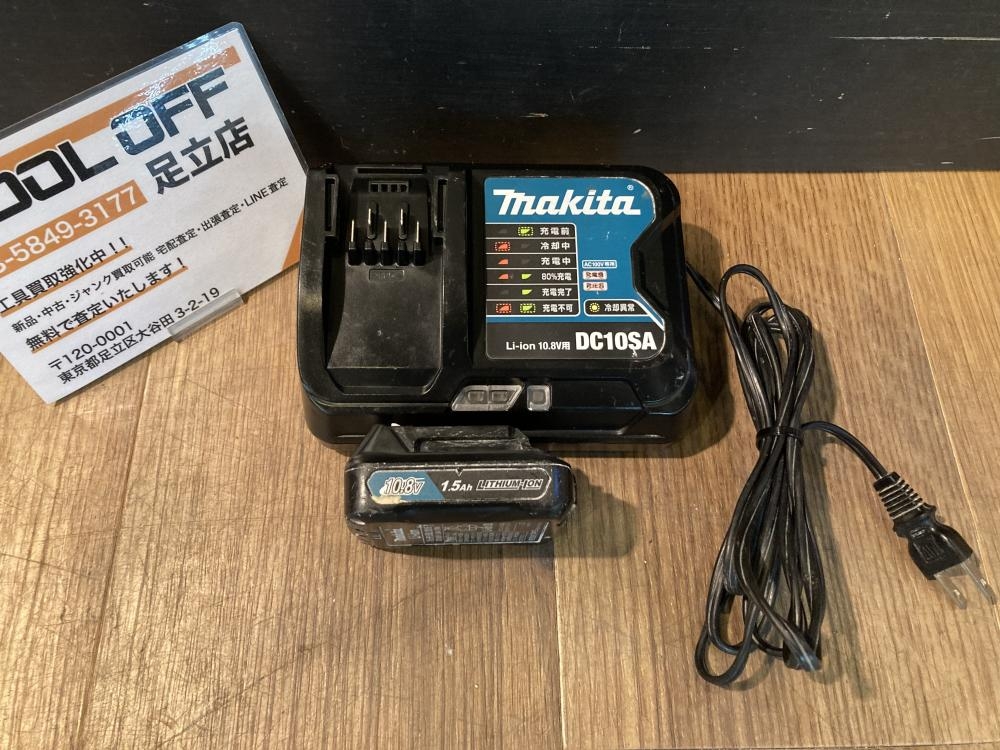 OOL OFF
足立店
-5849-3177
工具買取強化中！！
新品・中古・ジャンク買取可能 宅配査定・出張査定・LINE査定
無料で査定いたします！
〒120-0001
東京都足立区大谷田3-2-19
makita®
充電前
冷却中
充電中
80%充電
充電完了
充電不可
AC100V専用
冷却異常
Li-ion 10.8V用 DC10SA
10.8V 1.5Ah LITHIUM-ION
makita